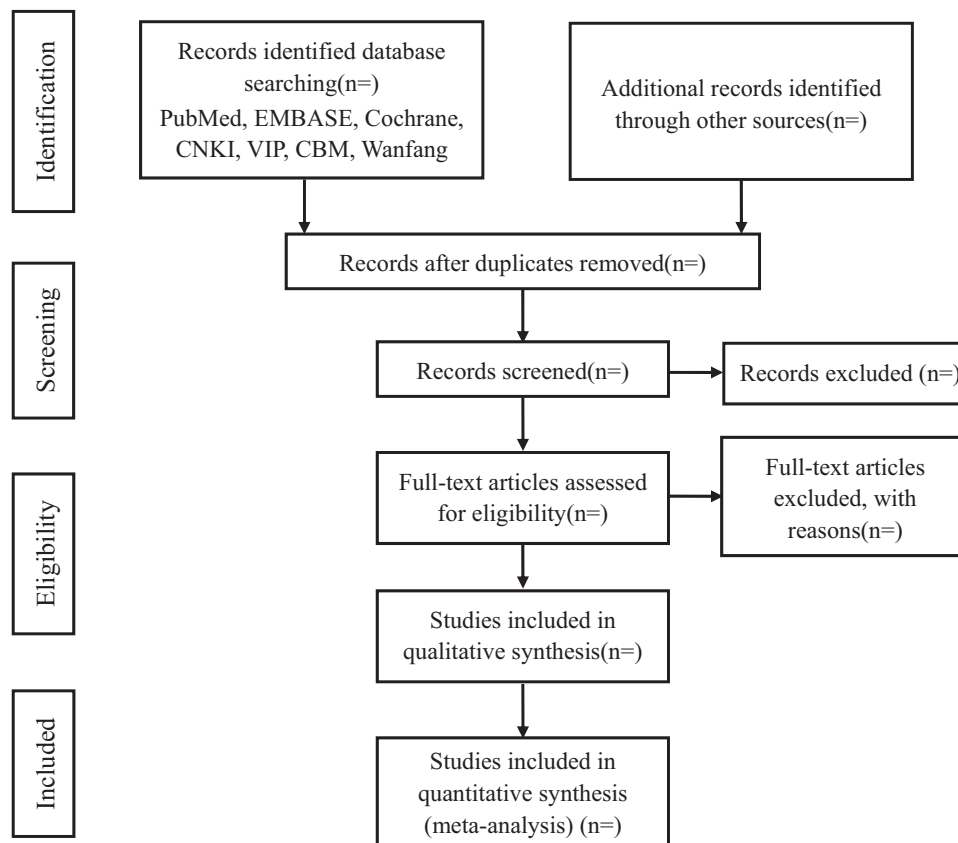 Identification
Records identified database
searching(n=)
PubMed, EMBASE, Cochrane,
CNKI, VIP, CBM, Wanfang
Additional records identified
through other sources(n=)
Records after duplicates removed(n=)
Screening
Records screened(n=)
Records excluded (n=)
Eligibility
Full-text articles assessed
for eligibility(n=)
Full-text articles
excluded, with
reasons(n=)
Studies included in
qualitative synthesis(n=)
Included
Studies included in
quantitative synthesis
(meta-analysis) (n=)